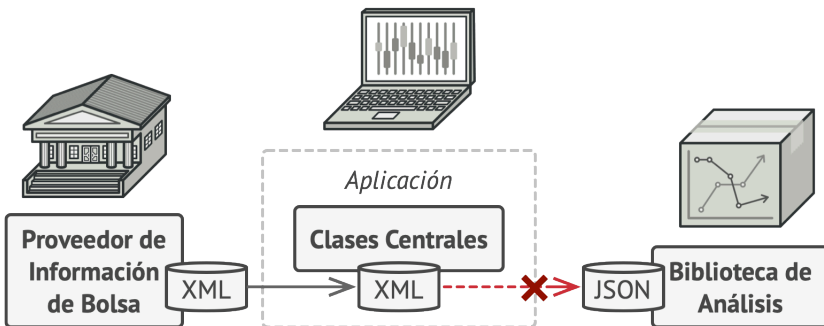 Aplicación
Proveedor de
Información
de Bolsa
XML
Clases Centrales
XML
JSON
Biblioteca de
Análisis